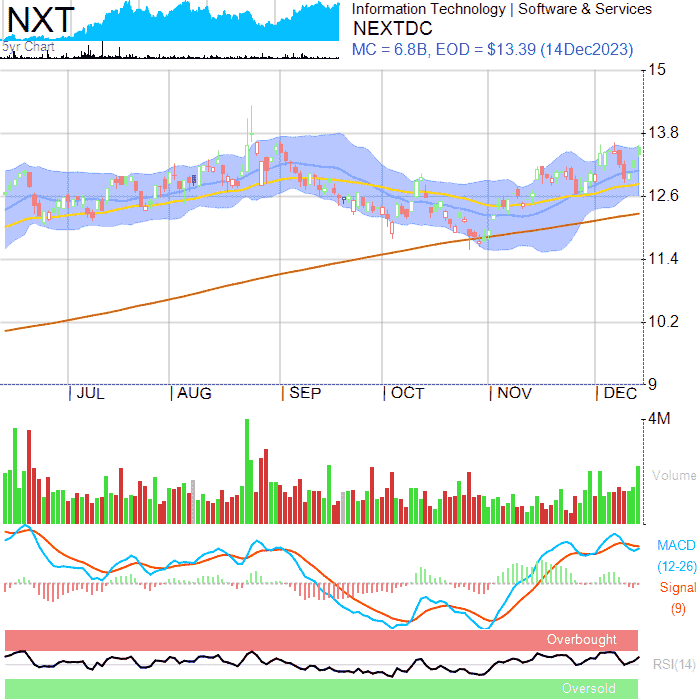 NXT
5yr Chart
Information Technology | Software & Services
NEXTDC
MC = 6.8B, EOD = $13.39 (14Dec2023)
15
13.8
12.6
11.4
10.2
9
| JUL | AUG | SEP | OCT | NOV | DEC
4M
Volume
MACD
(12-26)
Signal
(9)
Overbought
RSI(14)
Oversold